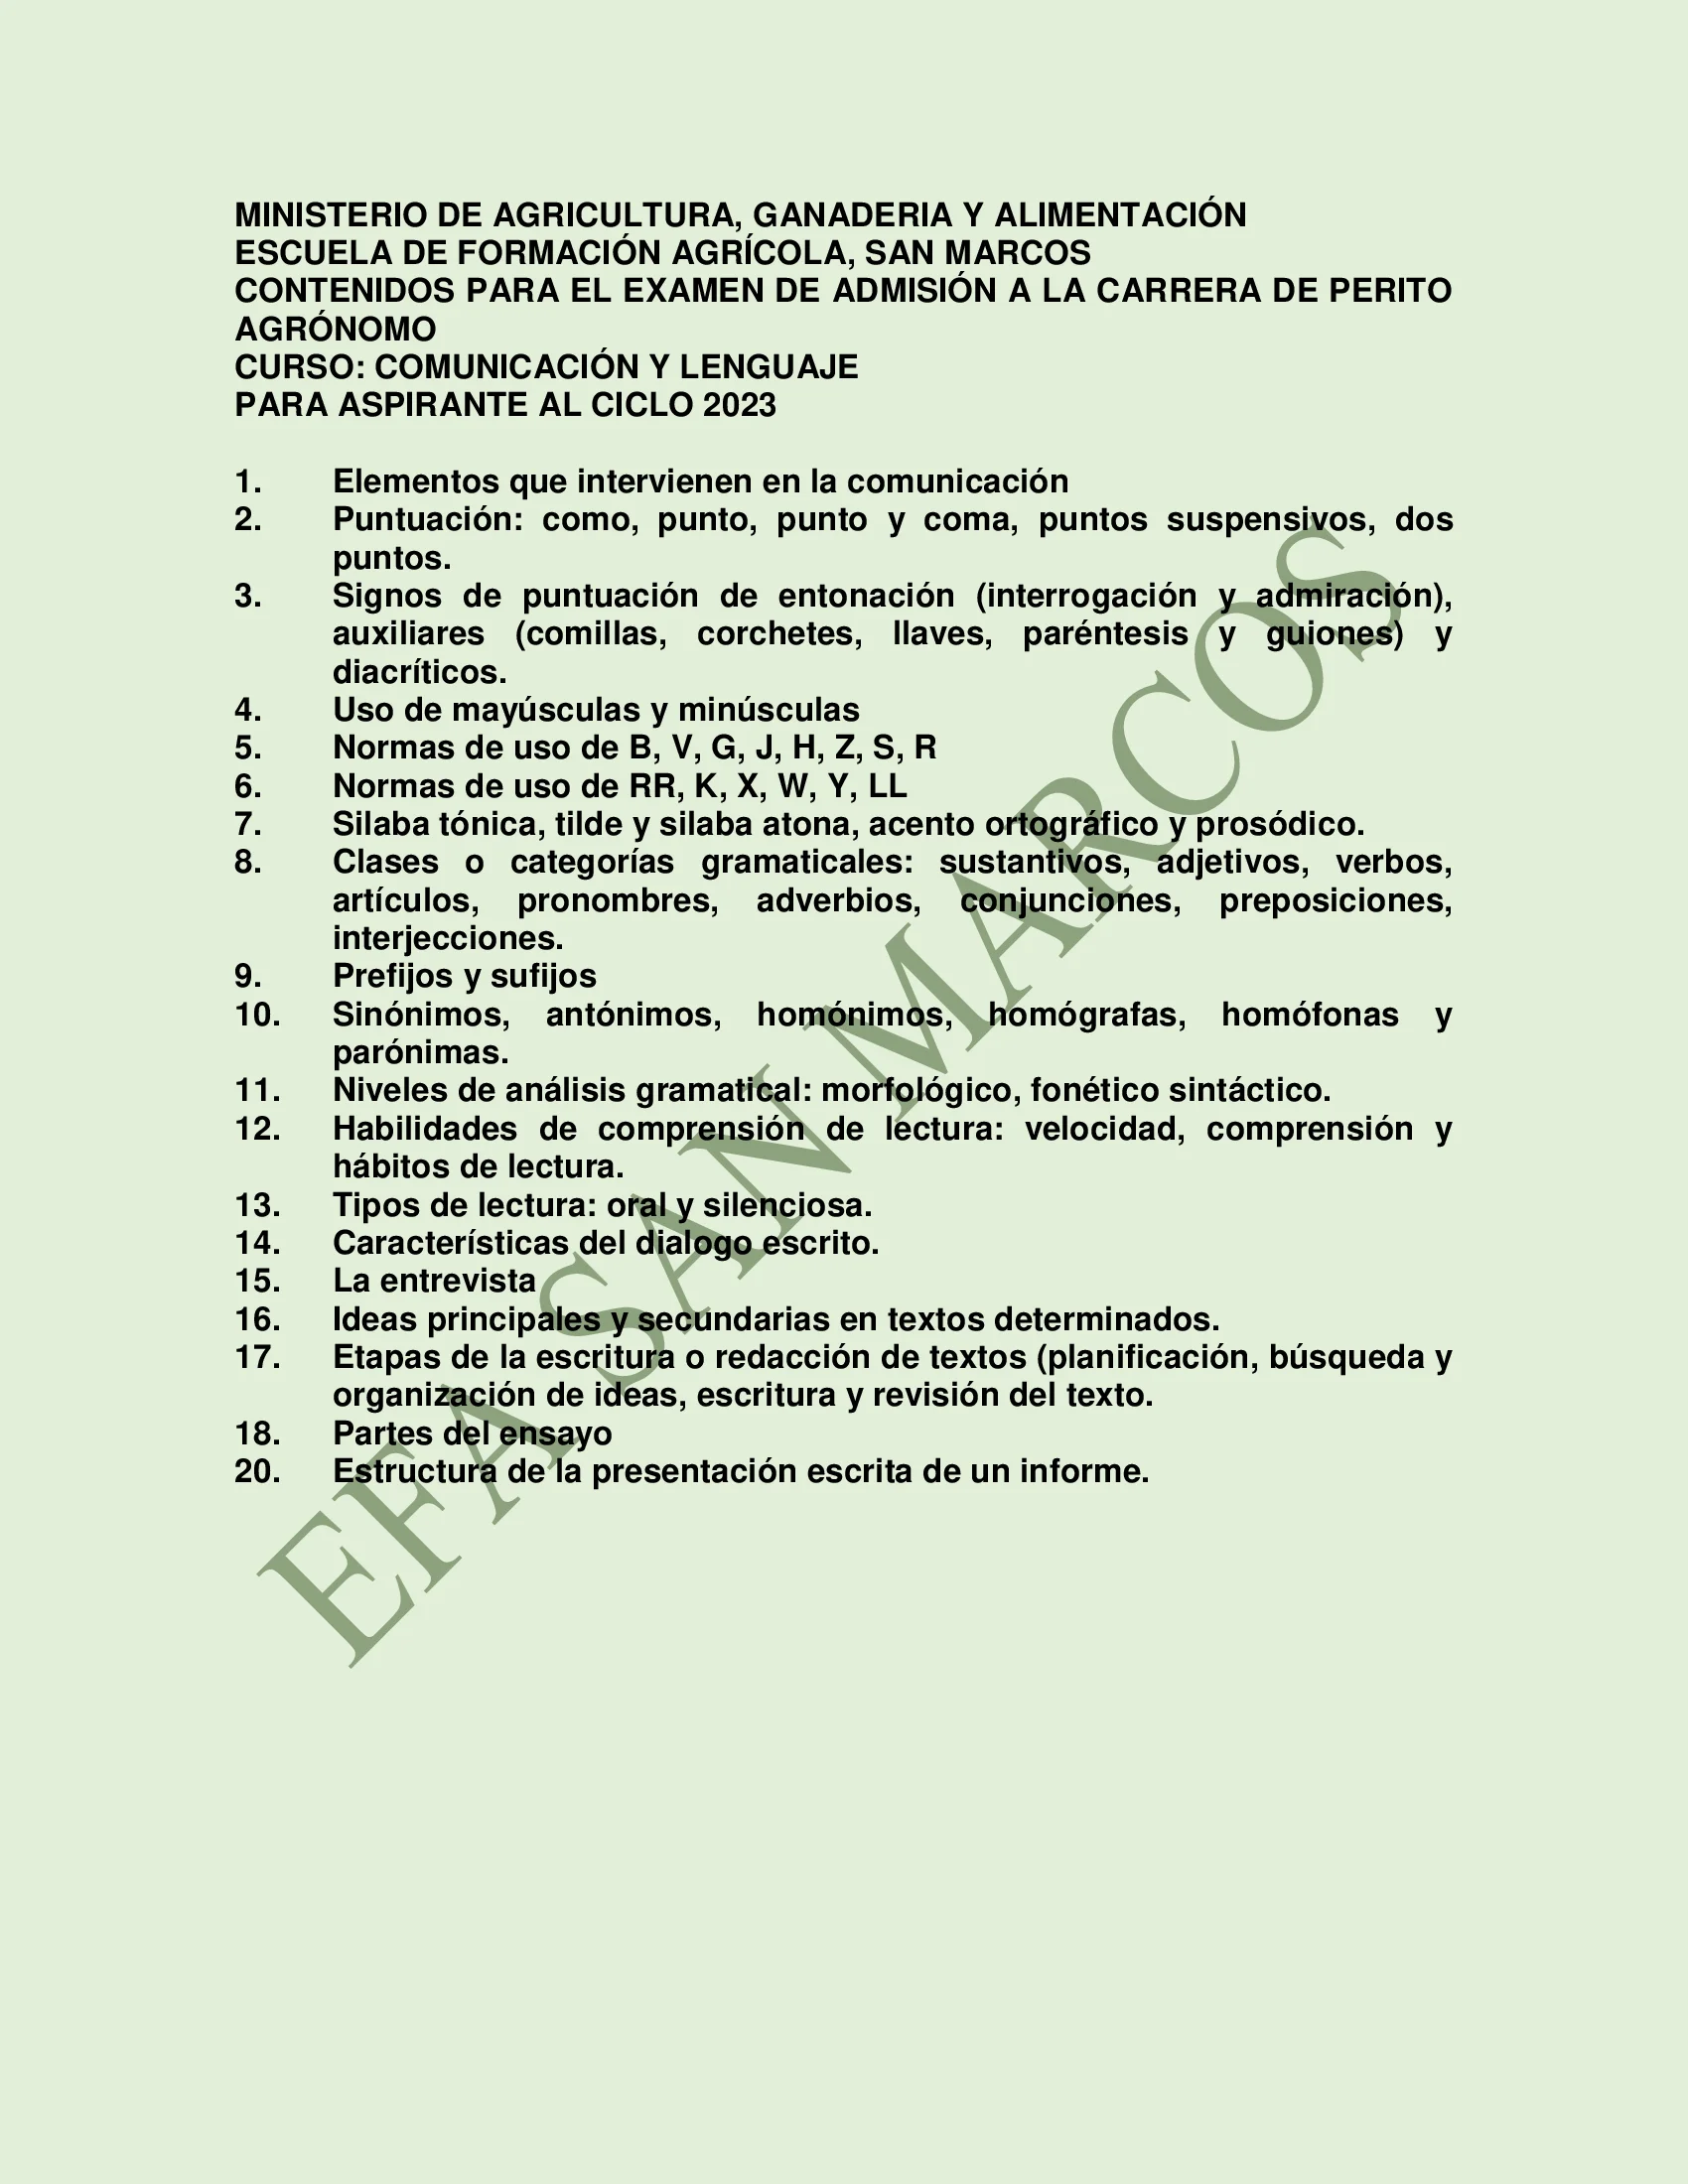 MINISTERIO DE AGRICULTURA, GANADERIA Y ALIMENTACIÓN
ESCUELA DE FORMACIÓN AGRÍCOLA, SAN MARCOS
CONTENIDOS PARA EL EXAMEN DE ADMISIÓN A LA CARRERA DE PERITO
AGRÓNOMO
CURSO: COMUNICACIÓN Y LENGUAJE
PARA ASPIRANTE AL CICLO 2023
1. Elementos que intervienen en la comunicación
2. Puntuación: como, punto, punto y coma, puntos suspensivos, dos
puntos.
3. Signos de puntuación de entonación (interrogación y admiración),
auxiliares (comillas, corchetes, llaves, paréntesis y guiones) y
diacríticos.
4. Uso de mayúsculas y minúsculas
5. Normas de uso de B, V, G, J, H, Z, S, R
6. Normas de uso de RR, K, X, W, Y, LL
7. Silaba tónica, tilde y silaba atona, acento ortográfico y prosódico.
8. Clases o categorías gramaticales: sustantivos, adjetivos, verbos,
artículos, pronombres, adverbios, conjunciones, preposiciones,
interjecciones.
9. Prefijos y sufijos
10. Sinónimos, antónimos, homónimos, homógrafas, homófonas y
parónimas.
11. Niveles de análisis gramatical: morfológico, fonético sintáctico.
12. Habilidades de comprensión de lectura: velocidad, comprensión y
hábitos de lectura.
13. Tipos de lectura: oral y silenciosa.
14. Características del dialogo escrito.
15. La entrevista
16. Ideas principales y secundarias en textos determinados.
17. Etapas de la escritura o redacción de textos (planificación, búsqueda y
organización de ideas, escritura y revisión del texto.
18. Partes del ensayo
20. Estructura de la presentación escrita de un informe.
EFA SAN MARCOS